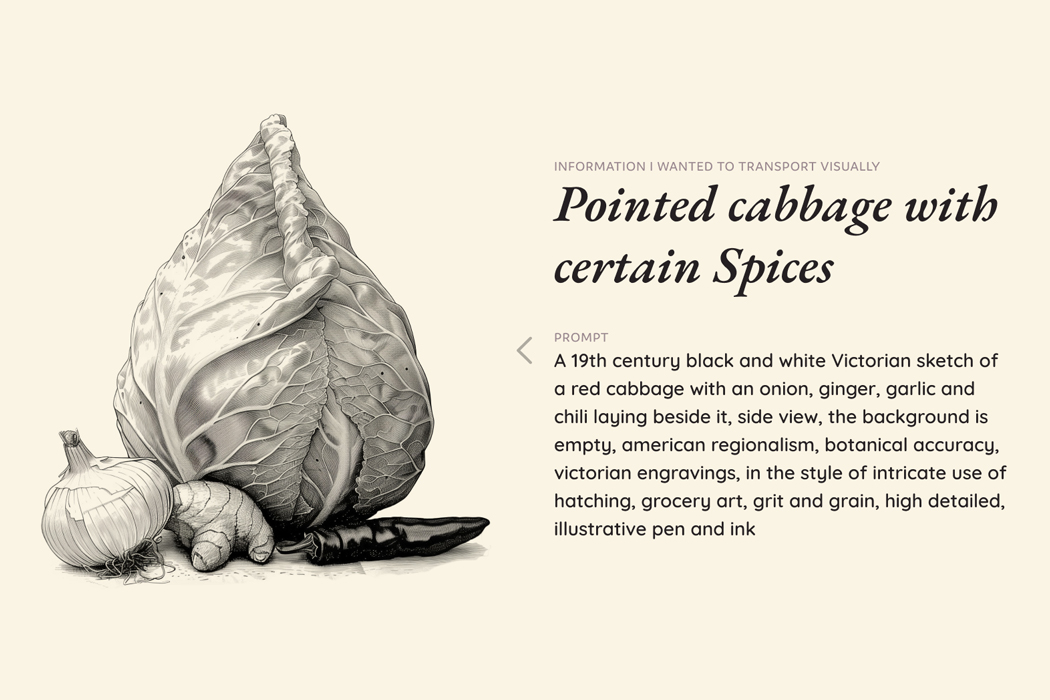 INFORMATION I WANTED TO TRANSPORT VISUALLY
Pointed cabbage with
certain Spices
PROMPT
A 19th century black and white Victorian sketch of
a red cabbage with an onion, ginger, garlic and
chili laying beside it, side view, the background is
empty, american regionalism, botanical accuracy,
victorian engravings, in the style of intricate use of
hatching, grocery art, grit and grain, high detailed,
illustrative pen and ink